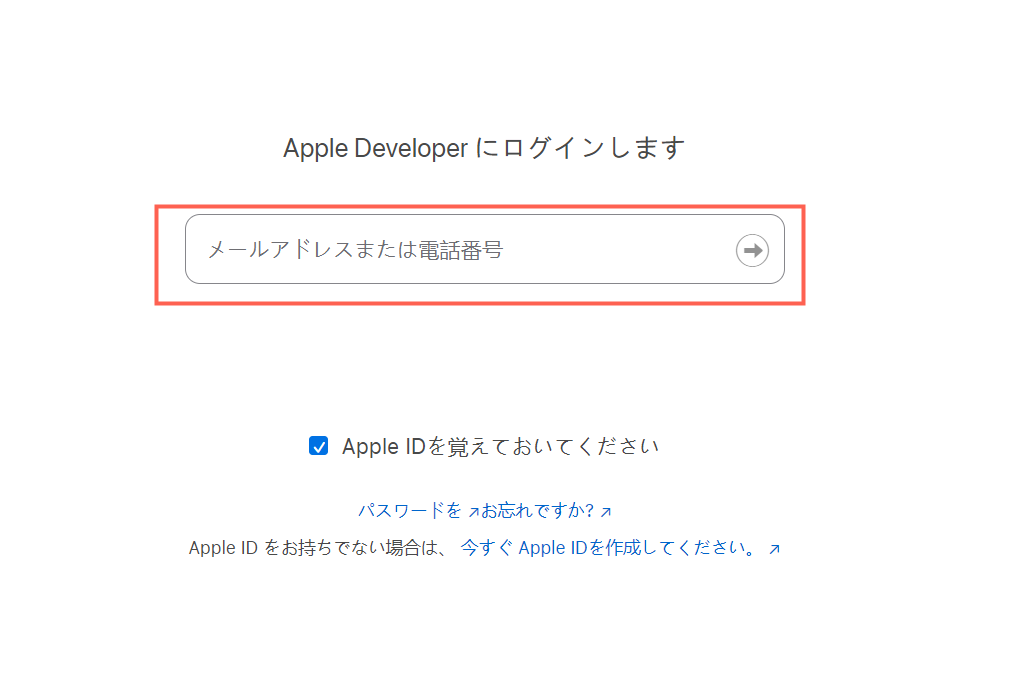 Apple Developer にログインします
メールアドレスまたは電話番号
Apple IDを覚えておいてください
パスワードを ↗お忘れですか? ↗
Apple ID をお持ちでない場合は、 今すぐ Apple IDを作成してください。 ↗